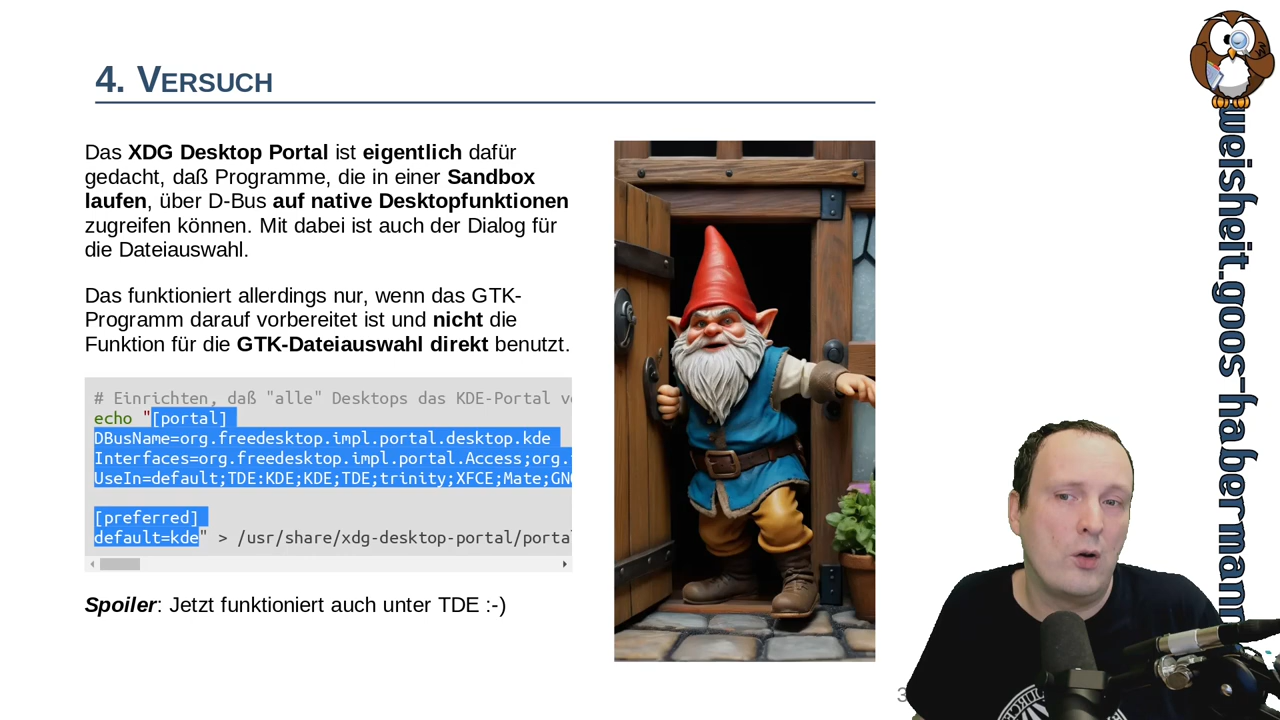 4. Versuch
Das XDG Desktop Portal ist eigentlich dafür
gedacht, daß Programme, die in einer Sandbox
laufen, über D-Bus auf native Desktopfunktionen
zugreifen können. Mit dabei ist auch der Dialog für
die Dateiauswahl.
Das funktioniert allerdings nur, wenn das GTK-
Programm darauf vorbereitet ist und nicht die
Funktion für die GTK-Dateiauswahl direkt benutzt.
# Einrichten, daß "alle" Desktops das KDE-Portal
echo "[portal]
DBusName=org.freedesktop.impl.portal.desktop.kde
Interfaces=org.freedesktop.impl.portal.Access;org.
UseIn=default;TDE:KDE;KDE;TDE;trinity;XFCE;Mate;
[preferred]
default=kde" > /usr/share/xdg-desktop-portal/porta
Spoiler: Jetzt funktioniert auch unter TDE :-)
weisheit.goos-habermann